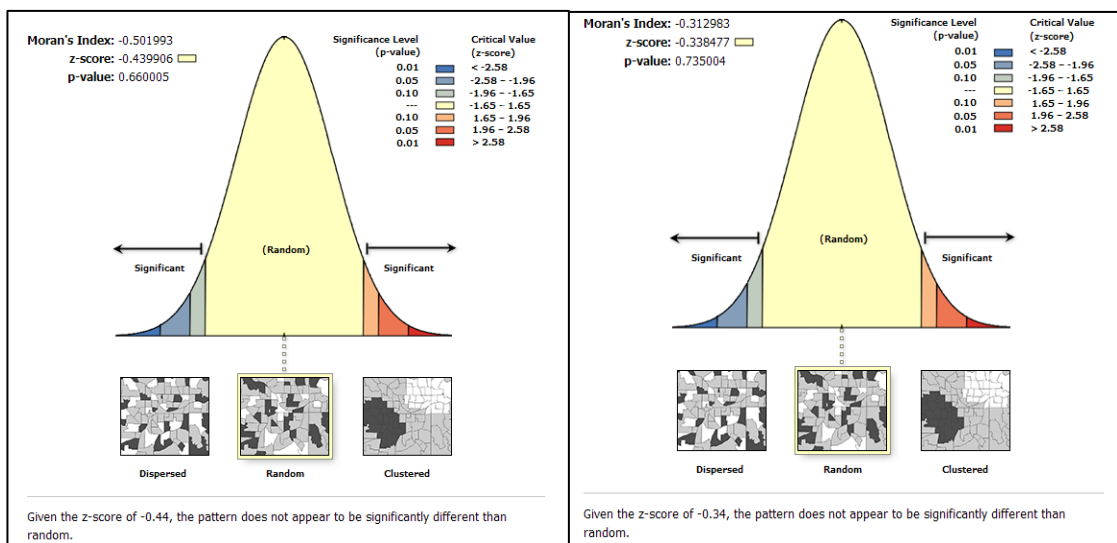 Moran's Index: -0.501993
z-score: -0.439906
p-value: 0.660005
Significance Level
(p-value)
Critical Value
(z-score)
0.01 < -2.58
0.05 -2.58 - -1.96
0.10 -1.96 - -1.65
--- -1.65 - 1.65
0.10 1.65 - 1.96
0.05 1.96 - 2.58
0.01 > 2.58
(Random)
Significant
Significant
Dispersed
Random
Clustered
Given the z-score of -0.44, the pattern does not appear to be significantly different than
random.
Moran's Index: -0.312983
z-score: -0.338477
p-value: 0.735004
Significance Level
(p-value)
Critical Value
(z-score)
0.01 < -2.58
0.05 -2.58 - -1.96
0.10 -1.96 - -1.65
--- -1.65 - 1.65
0.10 1.65 - 1.96
0.05 1.96 - 2.58
0.01 > 2.58
(Random)
Significant
Significant
Dispersed
Random
Clustered
Given the z-score of -0.34, the pattern does not appear to be significantly different than
random.